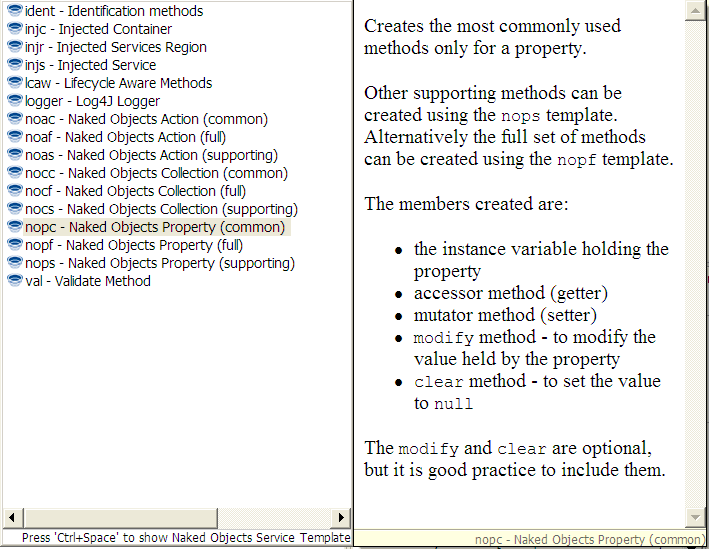 ident - Identification methods
injc - Injected Container
injr - Injected Services Region
injs - Injected Service
lcaw - Lifecycle Aware Methods
logger - Log4J Logger
noac - Naked Objects Action (common)
noaf - Naked Objects Action (full)
noas - Naked Objects Action (supporting)
nocc - Naked Objects Collection (common)
nocf - Naked Objects Collection (full)
nocs - Naked Objects Collection (supporting)
nopc - Naked Objects Property (common)
nopf - Naked Objects Property (full)
nops - Naked Objects Property (supporting)
val - Validate Method
Press 'Ctrl+Space' to show Naked Objects Service Template
Creates the most commonly used
methods only for a property.
Other supporting methods can be
created using the nops template.
Alternatively the full set of methods
can be created using the nopf template.
The members created are:
• the instance variable holding the
property
• accessor method (getter)
• mutator method (setter)
• modify method - to modify the
value held by the property
• clear method - to set the value
to null
The modify and clear are optional,
but it is good practice to include them.
nopc - Naked Objects Property (common)